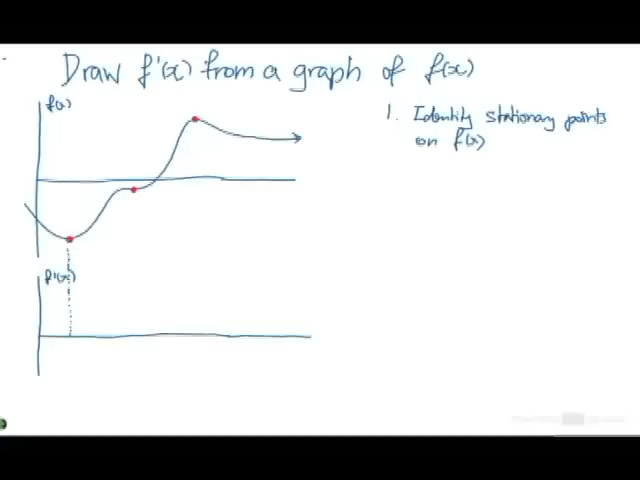 Draw f'(x) from a graph of f(x)
f(x)
1. Identify stationary points
on f(x)
f'(x)